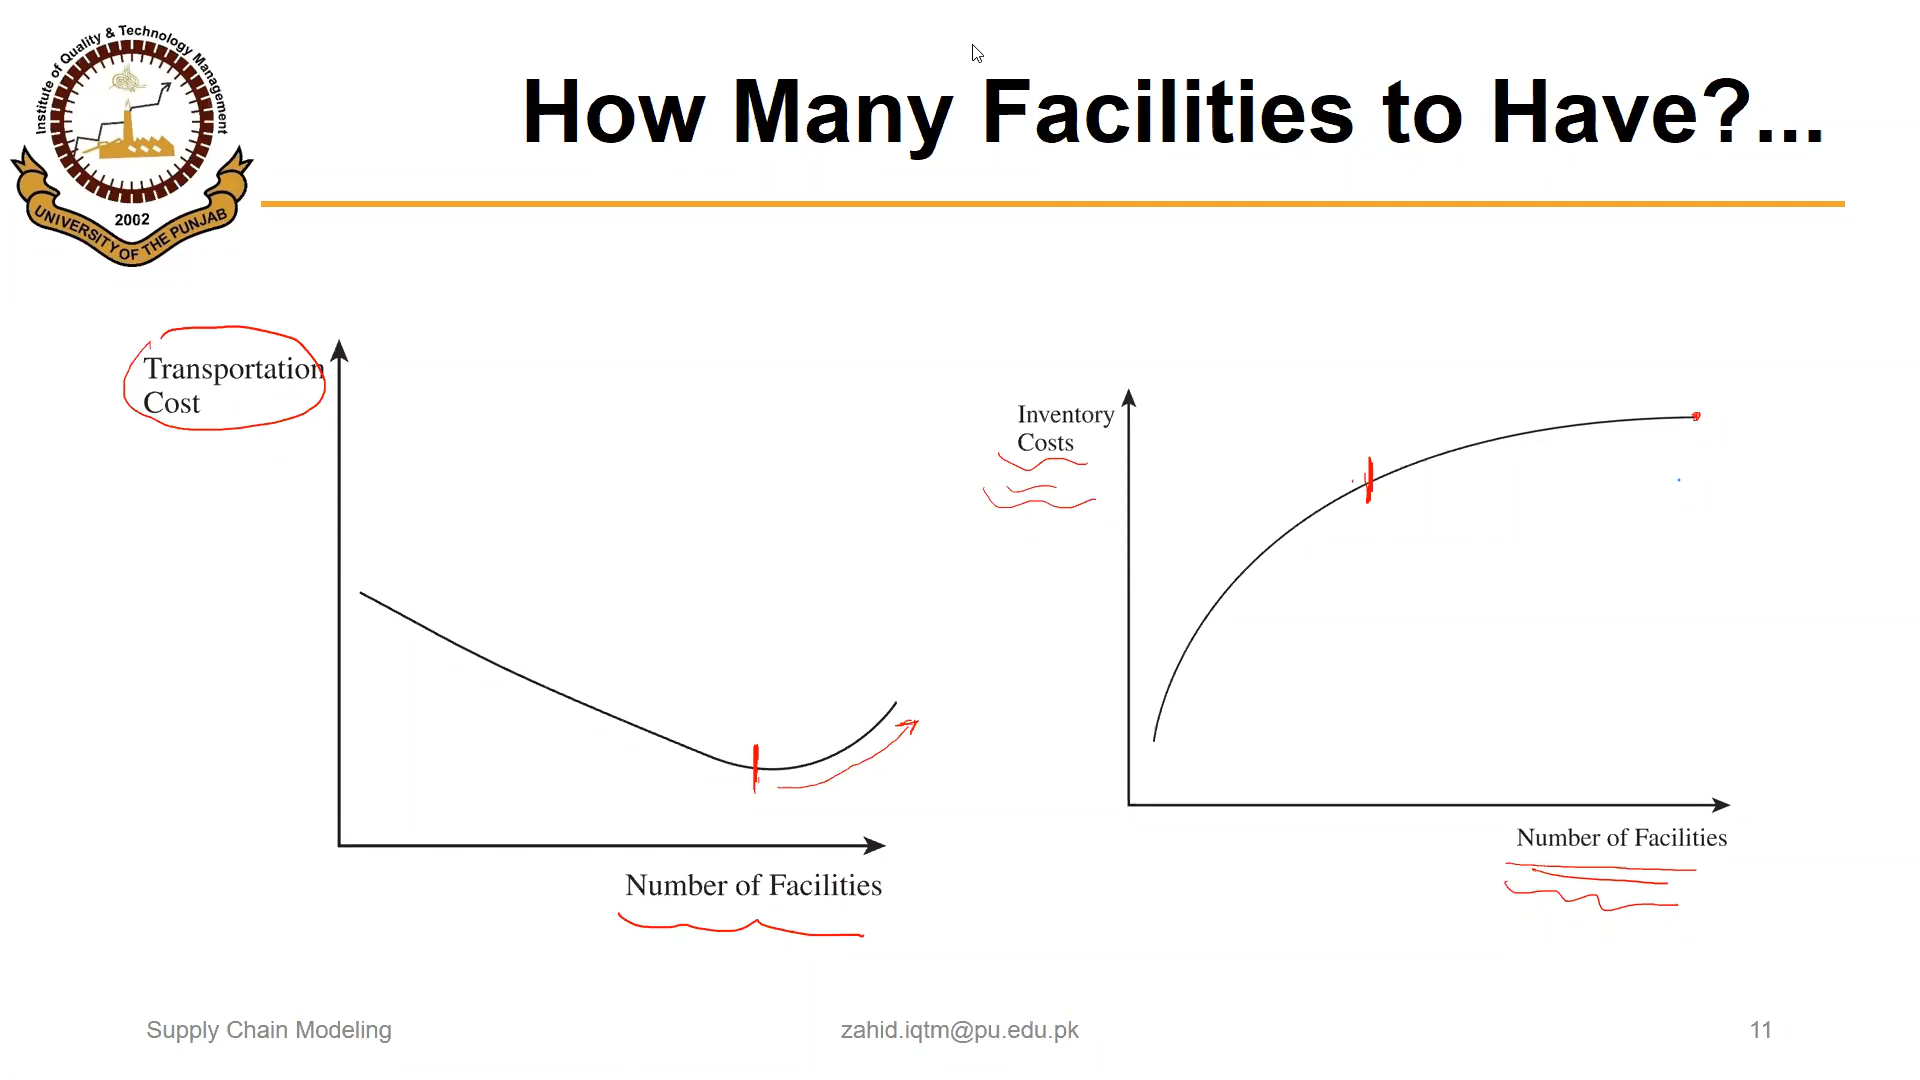 Institute of Quality & Technology Management
2002
UNIVERSITY OF THE PUNJAB
How Many Facilities to Have?...
Transportation
Cost
Number of Facilities
Inventory
Costs
Number of Facilities
Supply Chain Modeling
zahid.iqtm@pu.edu.pk
11